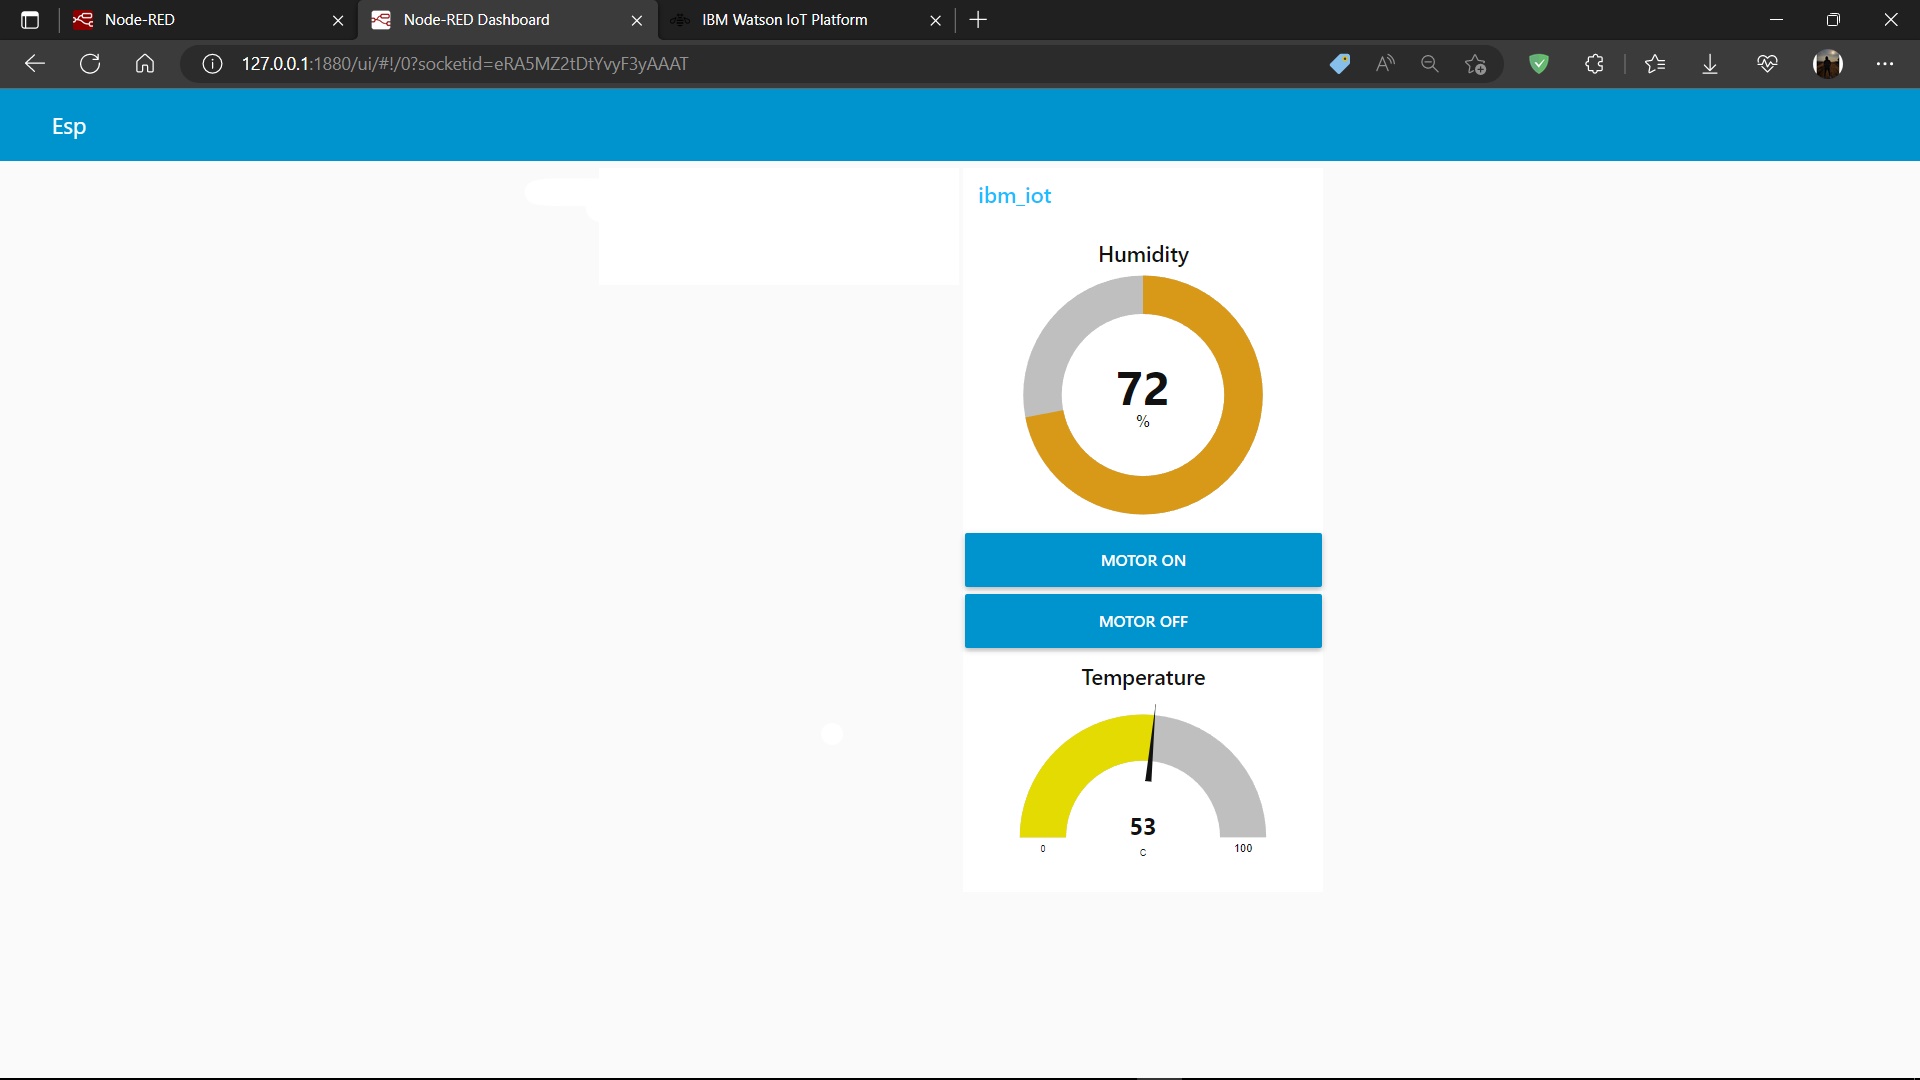 Node-RED
Node-RED Dashboard
IBM Watson IoT Platform
127.0.0.1:1880/ui/#!/0?socketid=eRA5MZ2tDtYvyF3yAAAT
Esp
ibm_iot
Humidity
72
%
MOTOR ON
MOTOR OFF
Temperature
53
0
C
100